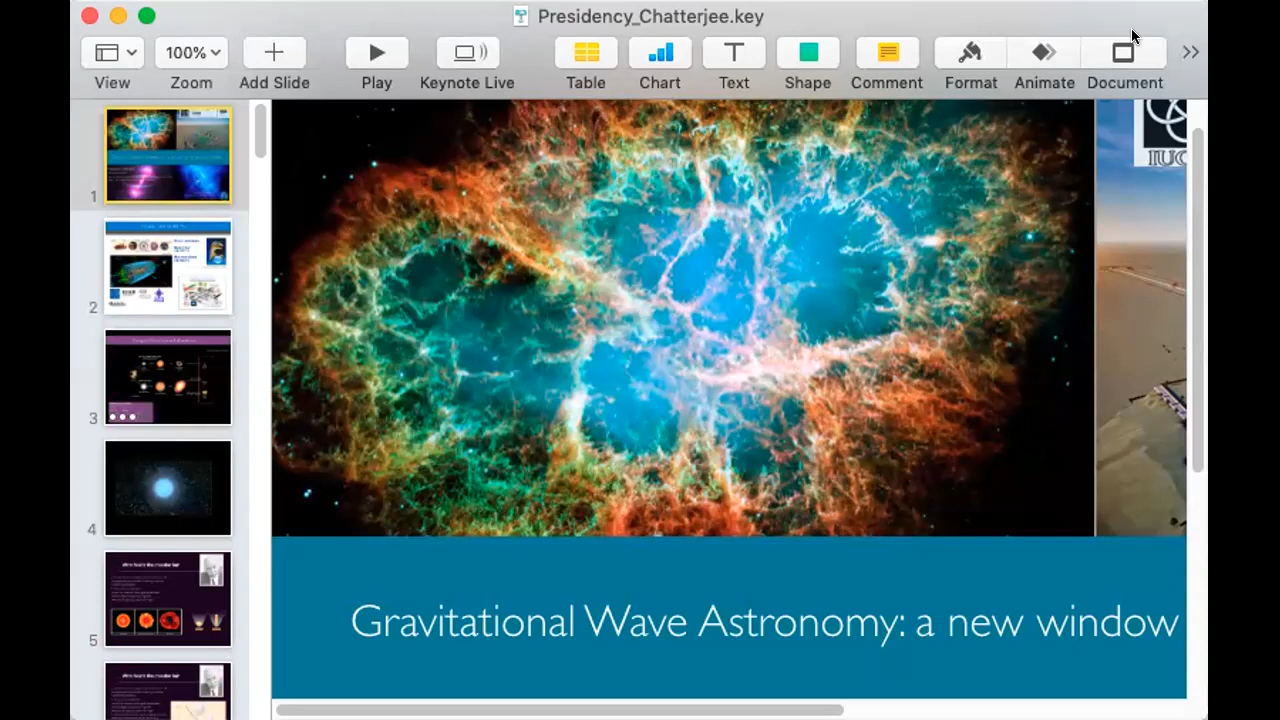 Presidency_Chatterjee.key
100%
View Zoom Add Slide Play Keynote Live Table Chart Text Shape Comment Format Animate Document
1
2
3
4
5
IUC
Gravitational Wave Astronomy: a new window